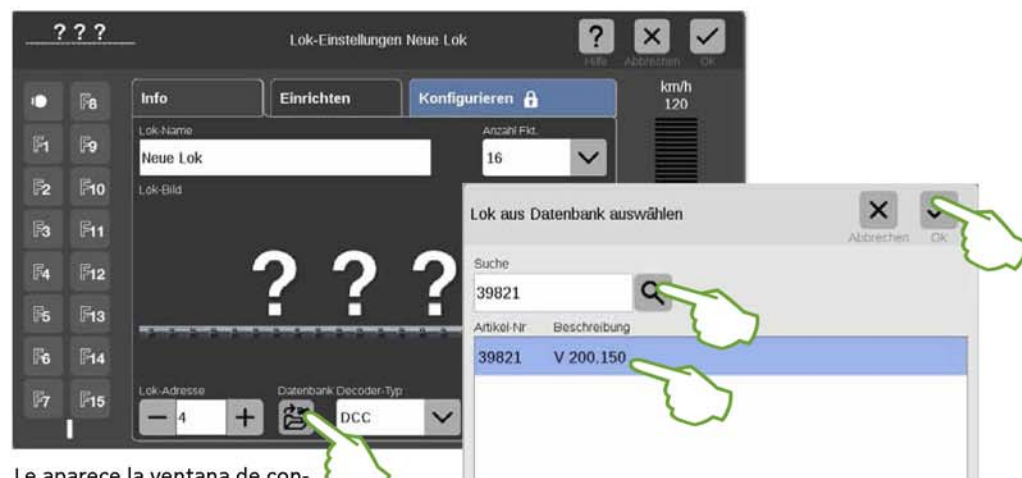 ? ? ?
Lok-Einstellungen Neue Lok
?
Hilfe
Abbrechen
OK
km/h
120
F8
F1
F9
F2
F10
F3
F11
F4
F12
F5
F13
F6
F14
F7
F15
Info
Einrichten
Konfigurieren
Lok-Name
Neue Lok
Anzahl Fkt.
16
Lok-Bild
? ? ?
Lok-Adresse
4
Datenbank
Decoder-Typ
DCC
Lok aus Datenbank auswählen
Abbrechen
Ok
Suche
39821
Artikel-Nr
Beschreibung
39821
V 200.150
Le aparece la ventana de con-